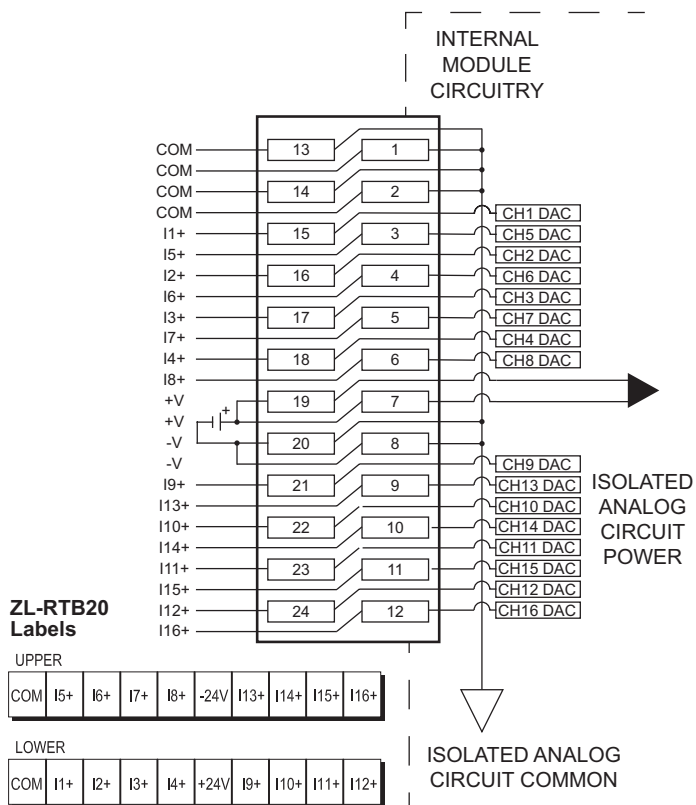 INTERNAL
MODULE
CIRCUITRY
COM
13
1
COM
COM
14
2
COM
CH1 DAC
I1+
15
3
CH5 DAC
I5+
CH2 DAC
I2+
16
4
CH6 DAC
I6+
CH3 DAC
I3+
17
5
CH7 DAC
I7+
CH4 DAC
I4+
18
6
CH8 DAC
I8+
+V
19
7
+V
+
-V
20
8
-V
CH9 DAC
I9+
21
9
CH13 DAC
I13+
CH10 DAC
I10+
22
10
CH14 DAC
I14+
CH11 DAC
I11+
23
11
CH15 DAC
I15+
CH12 DAC
I12+
24
12
CH16 DAC
I16+
ISOLATED
ANALOG
CIRCUIT
POWER
ZL-RTB20
Labels
UPPER
COM I5+ I6+ I7+ I8+ -24V I13+ I14+ I15+ I16+
LOWER
COM I1+ I2+ I3+ I4+ +24V I9+ I10+ I11+ I12+
ISOLATED ANALOG
CIRCUIT COMMON